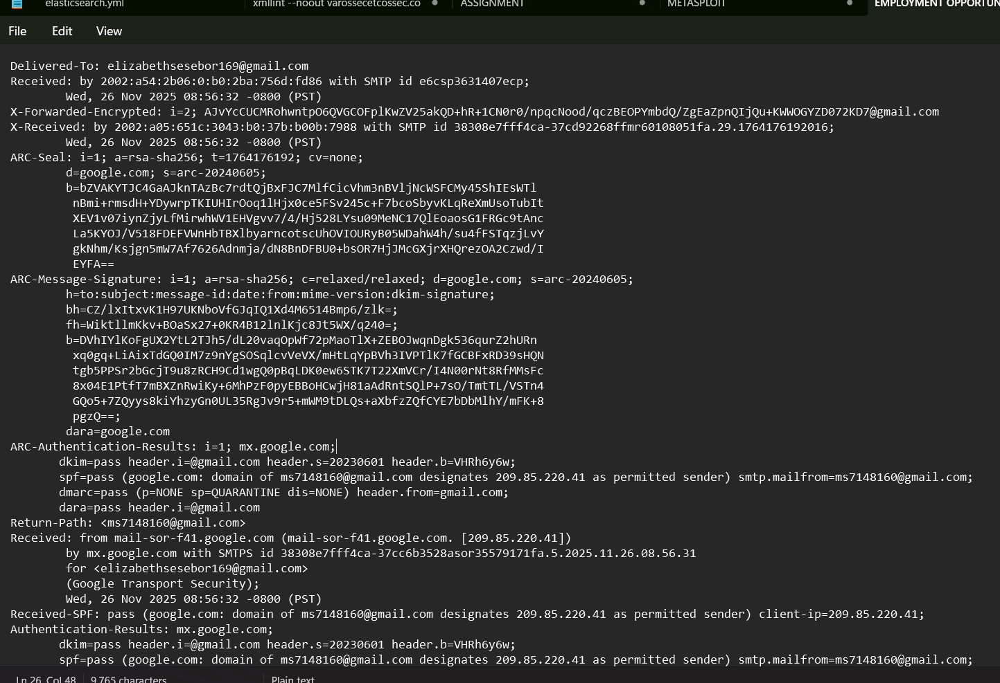 elasticsearch.yml
xmllint --noout varossecetcossec.co
ASSIGNMENT
METASPLOIT
EMPLOYMENT OPPORTUN
File
Edit
View
Delivered-To: elizabethsesebor169@gmail.com
Received: by 2002:a54:2b06:0:b0:2ba:756d:fd86 with SMTP id e6csp3631407ecp;
Wed, 26 Nov 2025 08:56:32 -0800 (PST)
X-Forwarded-Encrypted: i=2; AJvYcCUCMRohwntpO6QVGCOFplKwZV25akQD+hR+1CN0r0/npqcNood/qczBEOPYmbdQ/ZgEaZpnQIjQu+KWWOGYZD072KD7@gmail.com
X-Received: by 2002:a05:651c:3043:b0:37b:b00b:7988 with SMTP id 38308e7fff4ca-37cd92268ffmr60108051fa.29.1764176192016;
Wed, 26 Nov 2025 08:56:32 -0800 (PST)
ARC-Seal: i=1; a=rsa-sha256; t=1764176192; cv=none;
d=google.com; s=arc-20240605;
b=bZVAKYTJC4GaAJknTAzBc7rdtQjBxFJC7MlfCicVhm3nBVljNcWSFCMy45ShIEsWTl
nBmi+rmsdH+YDywrpTKIUHIrOoq1lHjx0ce5FSv245c+F7bcoSbyvKLqReXmUsoTubIt
XEV1v07iynZjyLfMirwhWV1EHVgvv7/4/Hj528LYsu09MeNC17QlEoaosG1FRGc9tAnc
La5KYOJ/V518FDEFVWnHbTBXlbyarncotscUhOVIOURyB05WDahW4h/su4fFSTqzjLvY
gkNhm/Ksjgn5mW7Af7626Adnmja/dN8BnDFBU0+bsOR7HjJMcGXjrXHQrezOA2Czwd/I
EYFA==
ARC-Message-Signature: i=1; a=rsa-sha256; c=relaxed/relaxed; d=google.com; s=arc-20240605;
h=to:subject:message-id:date:from:mime-version:dkim-signature;
bh=CZ/lxItxvK1H97UKNboVfGJqIQ1Xd4M6514Bmp6/zlk=;
fh=WiktllmKkv+BOaSx27+0KR4B12lnlKjc8Jt5WX/q240=;
b=DVhIYlKoFgUX2YtL2TJh5/dL20vaqOpWf72pMaoTlX+ZEBOJwqnDgk536qurZ2hURn
xq0gq+LiAixTdGQ0IM7z9nYgSOSqlcvVeVX/mHtLqYpBVh3IVPTlK7fGCBFxRD39sHQN
tgb5PPSr2bGcjT9u8zRCH9Cd1wgQ0pBqLDK0ew6STK7T22XmVCr/I4N00rNt8RfMMsFc
8x04E1PtfT7mBXZnRwiKy+6MhPzF0pyEBBoHCwjH81aAdRntSQlP+7sO/TmtTL/VSTn4
GQo5+7ZQyys8kiYhzyGn0UL35RgJv9r5+mWM9tDLQs+aXbfzZQfCYE7bDbMlhY/mFK+8
pgzQ==;
dara=google.com
ARC-Authentication-Results: i=1; mx.google.com;
dkim=pass header.i=@gmail.com header.s=20230601 header.b=VHRh6y6w;
spf=pass (google.com: domain of ms7148160@gmail.com designates 209.85.220.41 as permitted sender) smtp.mailfrom=ms7148160@gmail.com;
dmarc=pass (p=NONE sp=QUARANTINE dis=NONE) header.from=gmail.com;
dara=pass header.i=@gmail.com
Return-Path: <ms7148160@gmail.com>
Received: from mail-sor-f41.google.com (mail-sor-f41.google.com. [209.85.220.41])
by mx.google.com with SMTPS id 38308e7fff4ca-37cc6b3528asor35579171fa.5.2025.11.26.08.56.31
for <elizabethsesebor169@gmail.com>
(Google Transport Security);
Wed, 26 Nov 2025 08:56:32 -0800 (PST)
Received-SPF: pass (google.com: domain of ms7148160@gmail.com designates 209.85.220.41 as permitted sender) client-ip=209.85.220.41;
Authentication-Results: mx.google.com;
dkim=pass header.i=@gmail.com header.s=20230601 header.b=VHRh6y6w;
spf=pass (google.com: domain of ms7148160@gmail.com designates 209.85.220.41 as permitted sender) smtp.mailfrom=ms7148160@gmail.com;
Ln 26, Col 48
9,765 characters
Plain text